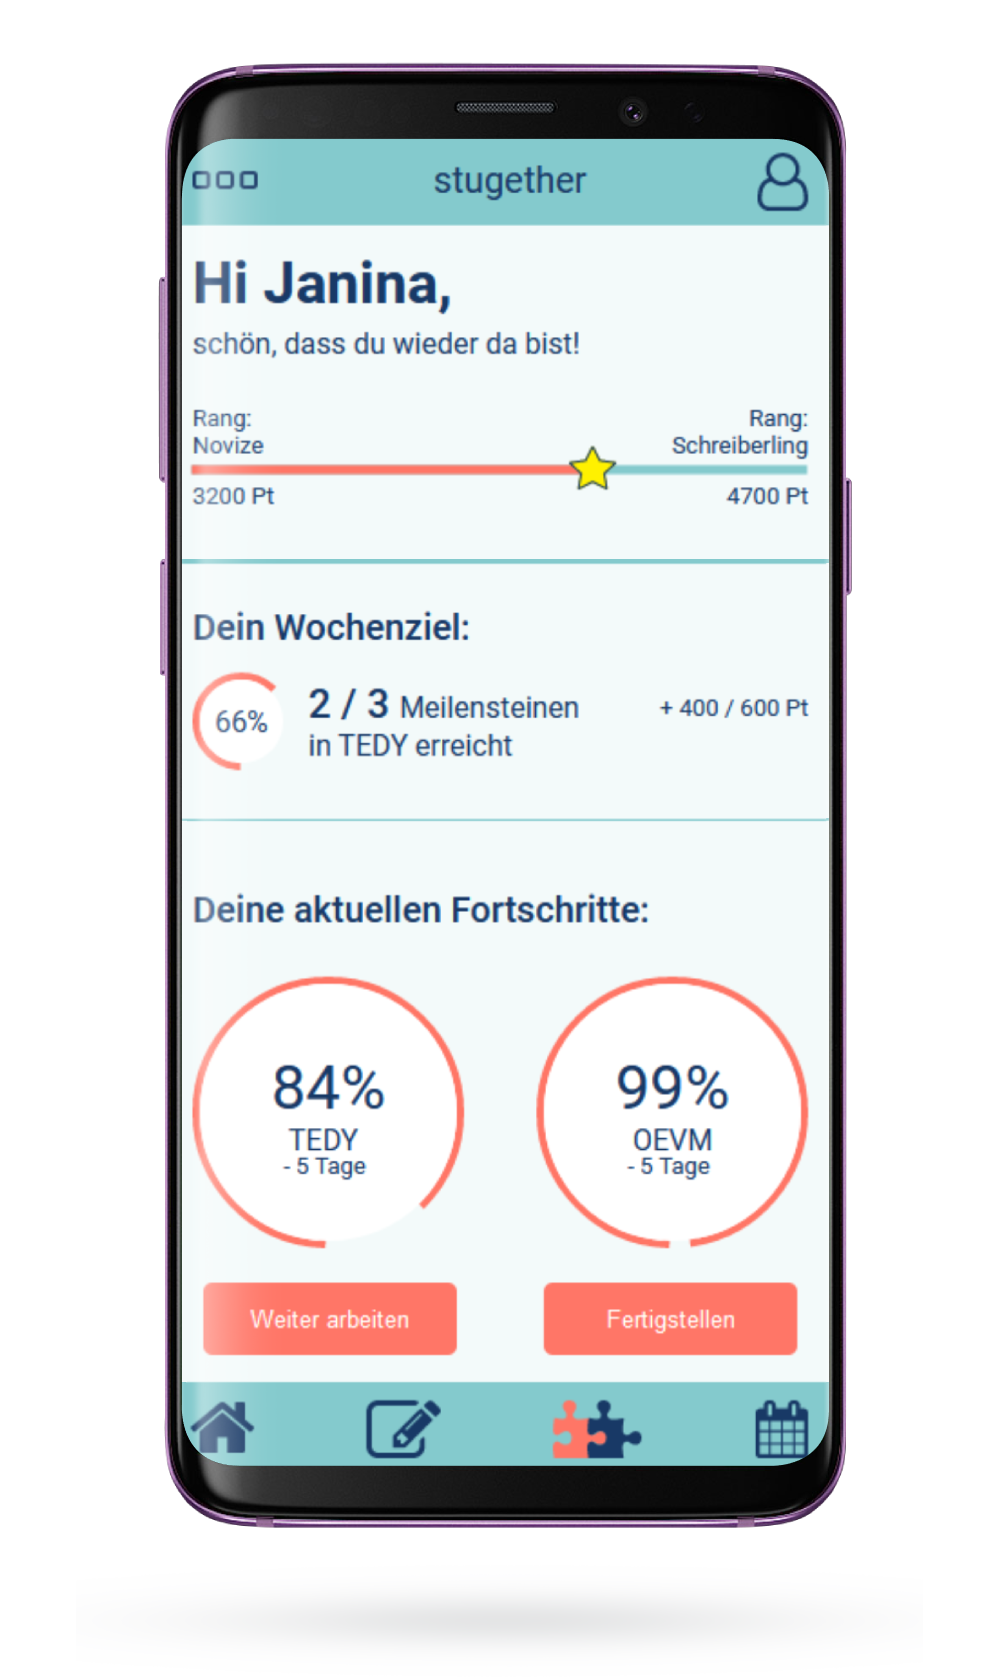 stugether
Hi Janina,
schön, dass du wieder da bist!
Rang:
Novize
Rang:
Schreiberling
3200 Pt
4700 Pt
Dein Wochenziel:
66%
2 / 3 Meilensteinen
in TEDY erreicht
+ 400 / 600 Pt
Deine aktuellen Fortschritte:
84%
TEDY
- 5 Tage
99%
OEVM
- 5 Tage
Weiter arbeiten
Fertigstellen